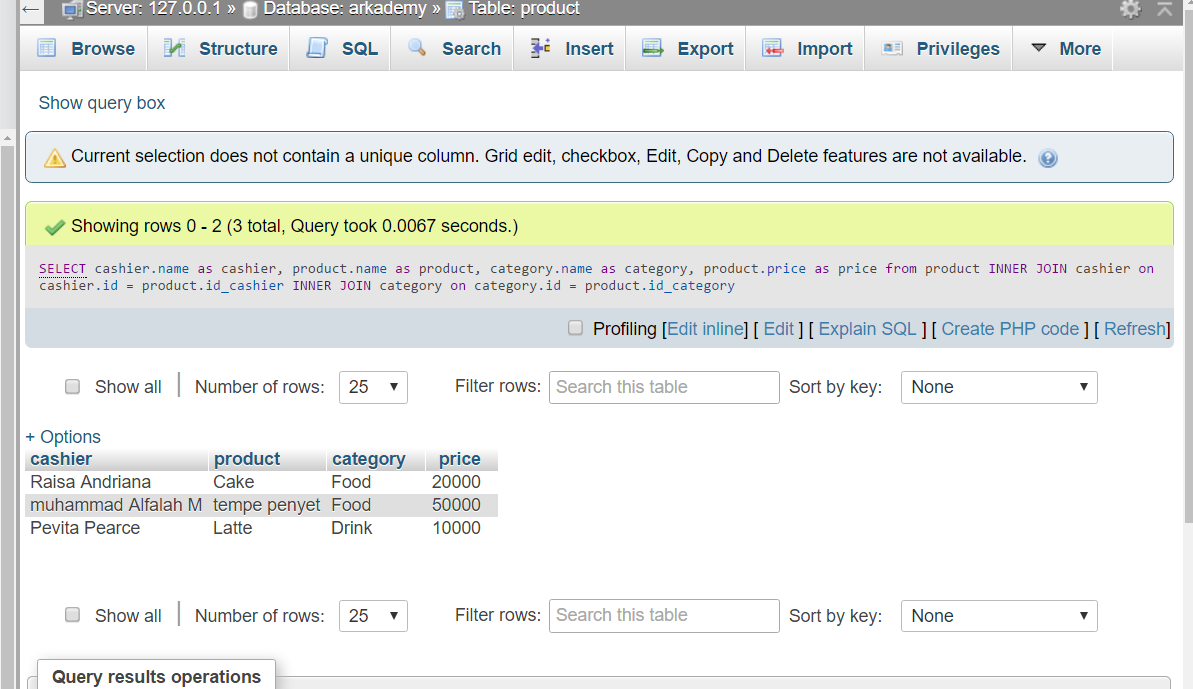 Server: 127.0.0.1 » Database: arkademy » Table: product
Browse Structure SQL Search Insert Export Import Privileges More
Show query box
Current selection does not contain a unique column. Grid edit, checkbox, Edit, Copy and Delete features are not available.
Showing rows 0 - 2 (3 total, Query took 0.0067 seconds.)
SELECT cashier.name as cashier, product.name as product, category.name as category, product.price as price from product INNER JOIN cashier on
cashier.id = product.id_cashier INNER JOIN category on category.id = product.id_category
Profiling [Edit inline] [ Edit ] [ Explain SQL ] [ Create PHP code ] [ Refresh]
Show all Number of rows: 25 Filter rows: Search this table Sort by key: None
+ Options
cashier product category price
Raisa Andriana Cake Food 20000
muhammad Alfalah M tempe penyet Food 50000
Pevita Pearce Latte Drink 10000
Show all Number of rows: 25 Filter rows: Search this table Sort by key: None
Query results operations